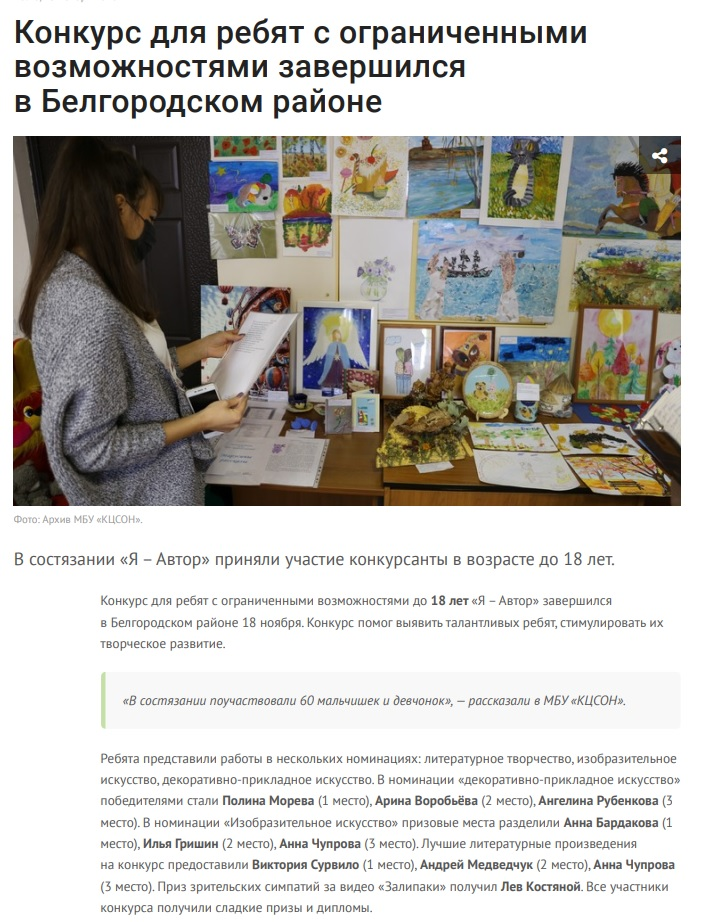 Конкурс для ребят с ограниченными
возможностями завершился
в Белгородском районе
Фото: Архив МБУ «КЦСОН».
В состязании «Я – Автор» приняли участие конкурсанты в возрасте до 18 лет.
Конкурс для ребят с ограниченными возможностями до 18 лет «Я – Автор» завершился
в Белгородском районе 18 ноября. Конкурс помог выявить талантливых ребят, стимулировать их
творческое развитие.
«В состязании поучаствовали 60 мальчишек и девчонок», — рассказали в МБУ «КЦСОН».
Ребята представили работы в нескольких номинациях: литературное творчество, изобразительное
искусство, декоративно-прикладное искусство. В номинации «декоративно-прикладное искусство»
победителями стали Полина Морева (1 место), Арина Воробьёва (2 место), Ангелина Рубенкова (3
место). В номинации «Изобразительное искусство» призовые места разделили Анна Бардакова (1
место), Илья Гришин (2 место), Анна Чупрова (3 место). Лучшие литературные произведения
на конкурс предоставили Виктория Сурвило (1 место), Андрей Медведчук (2 место), Анна Чупрова
(3 место). Приз зрительских симпатий за видео «Залипаки» получил Лев Костяной. Все участники
конкурса получили сладкие призы и дипломы.